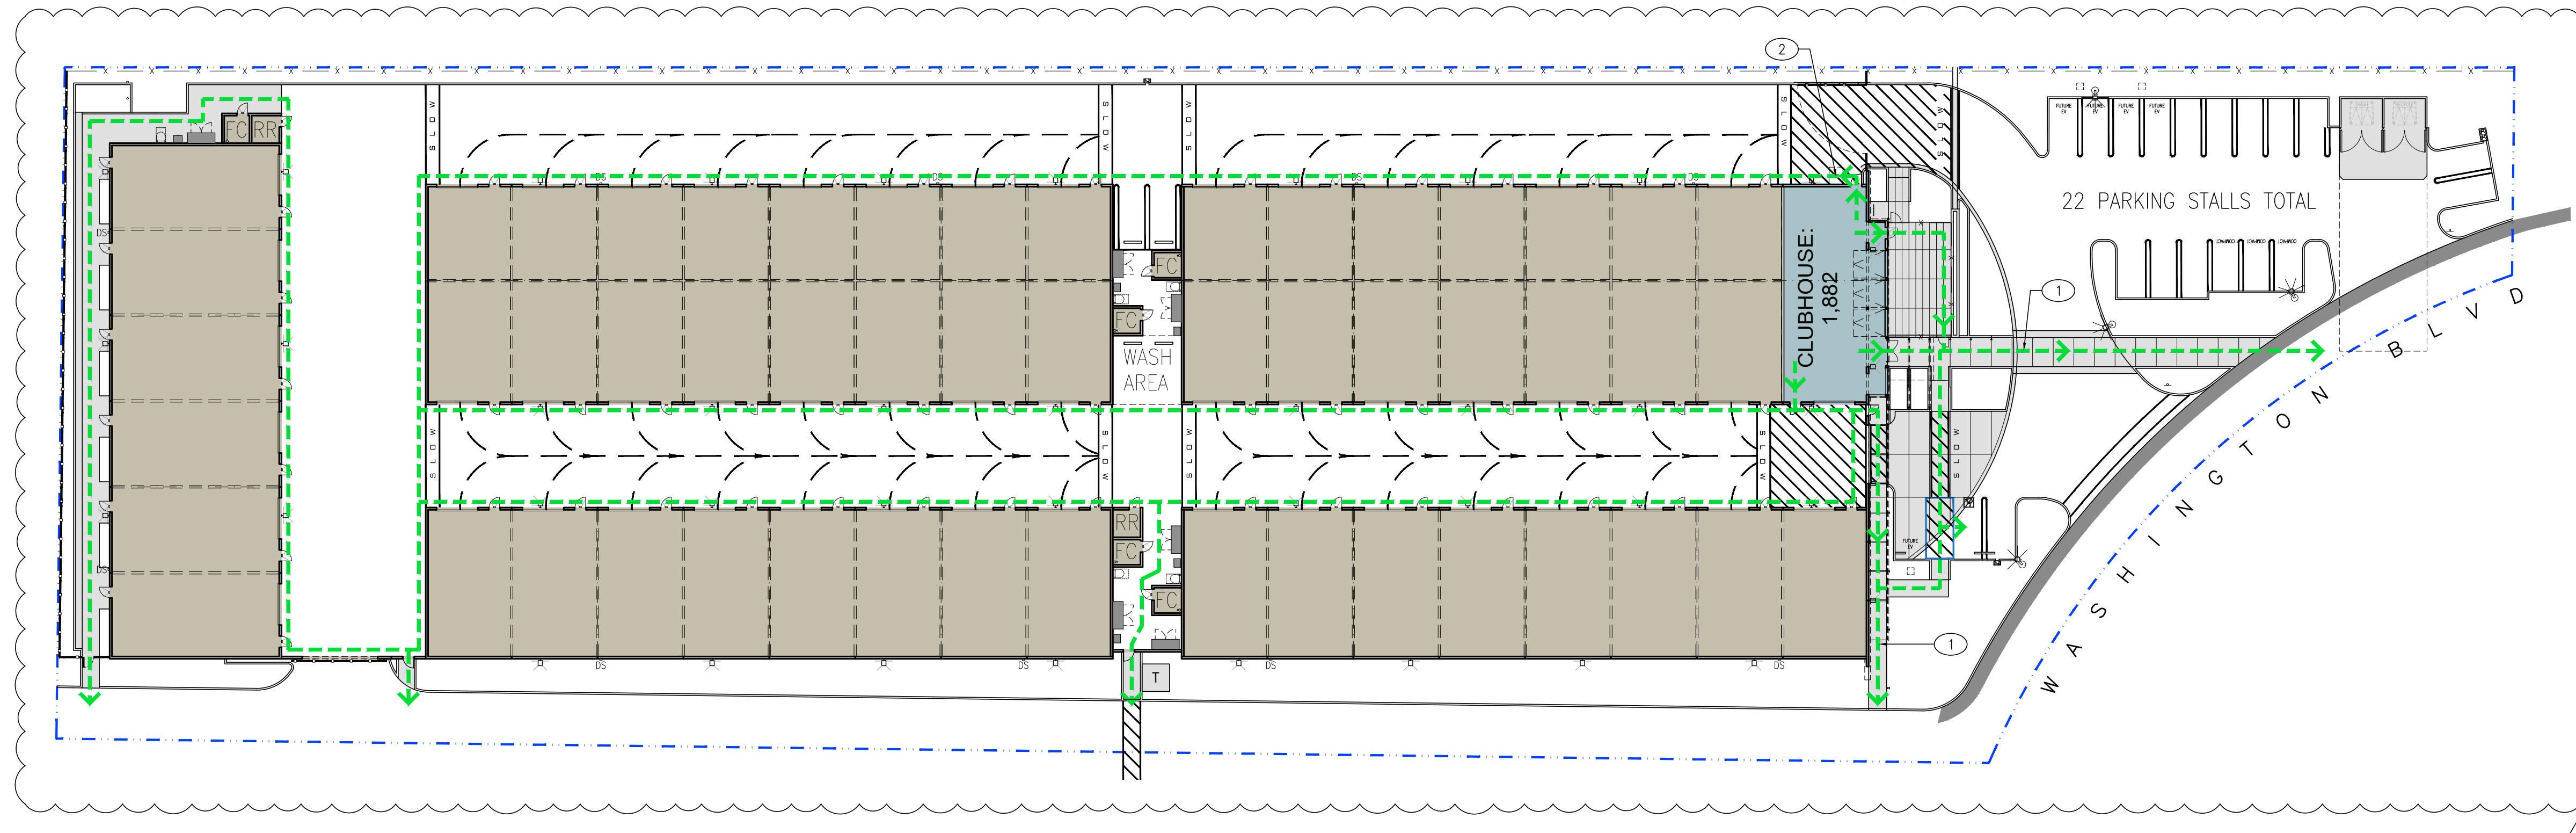 2
SLOW
SLOW
SLOW
SLOW
SLOW
FUTURE EV
FUTURE EV
FUTURE EV
FUTURE EV
FC
RR
DS
DS
DS
DS
22 PARKING STALLS TOTAL
DS
COMPACT
COMPACT
COMPACT
FC
FC
CLUBHOUSE:
1,882
1
WASH
AREA
WASHINGTON BLVD
SLOW
SLOW
SLOW
SLOW
SLOW
RR
FC
FUTURE EV
DS
FC
1
DS
DS
DS
DS
T